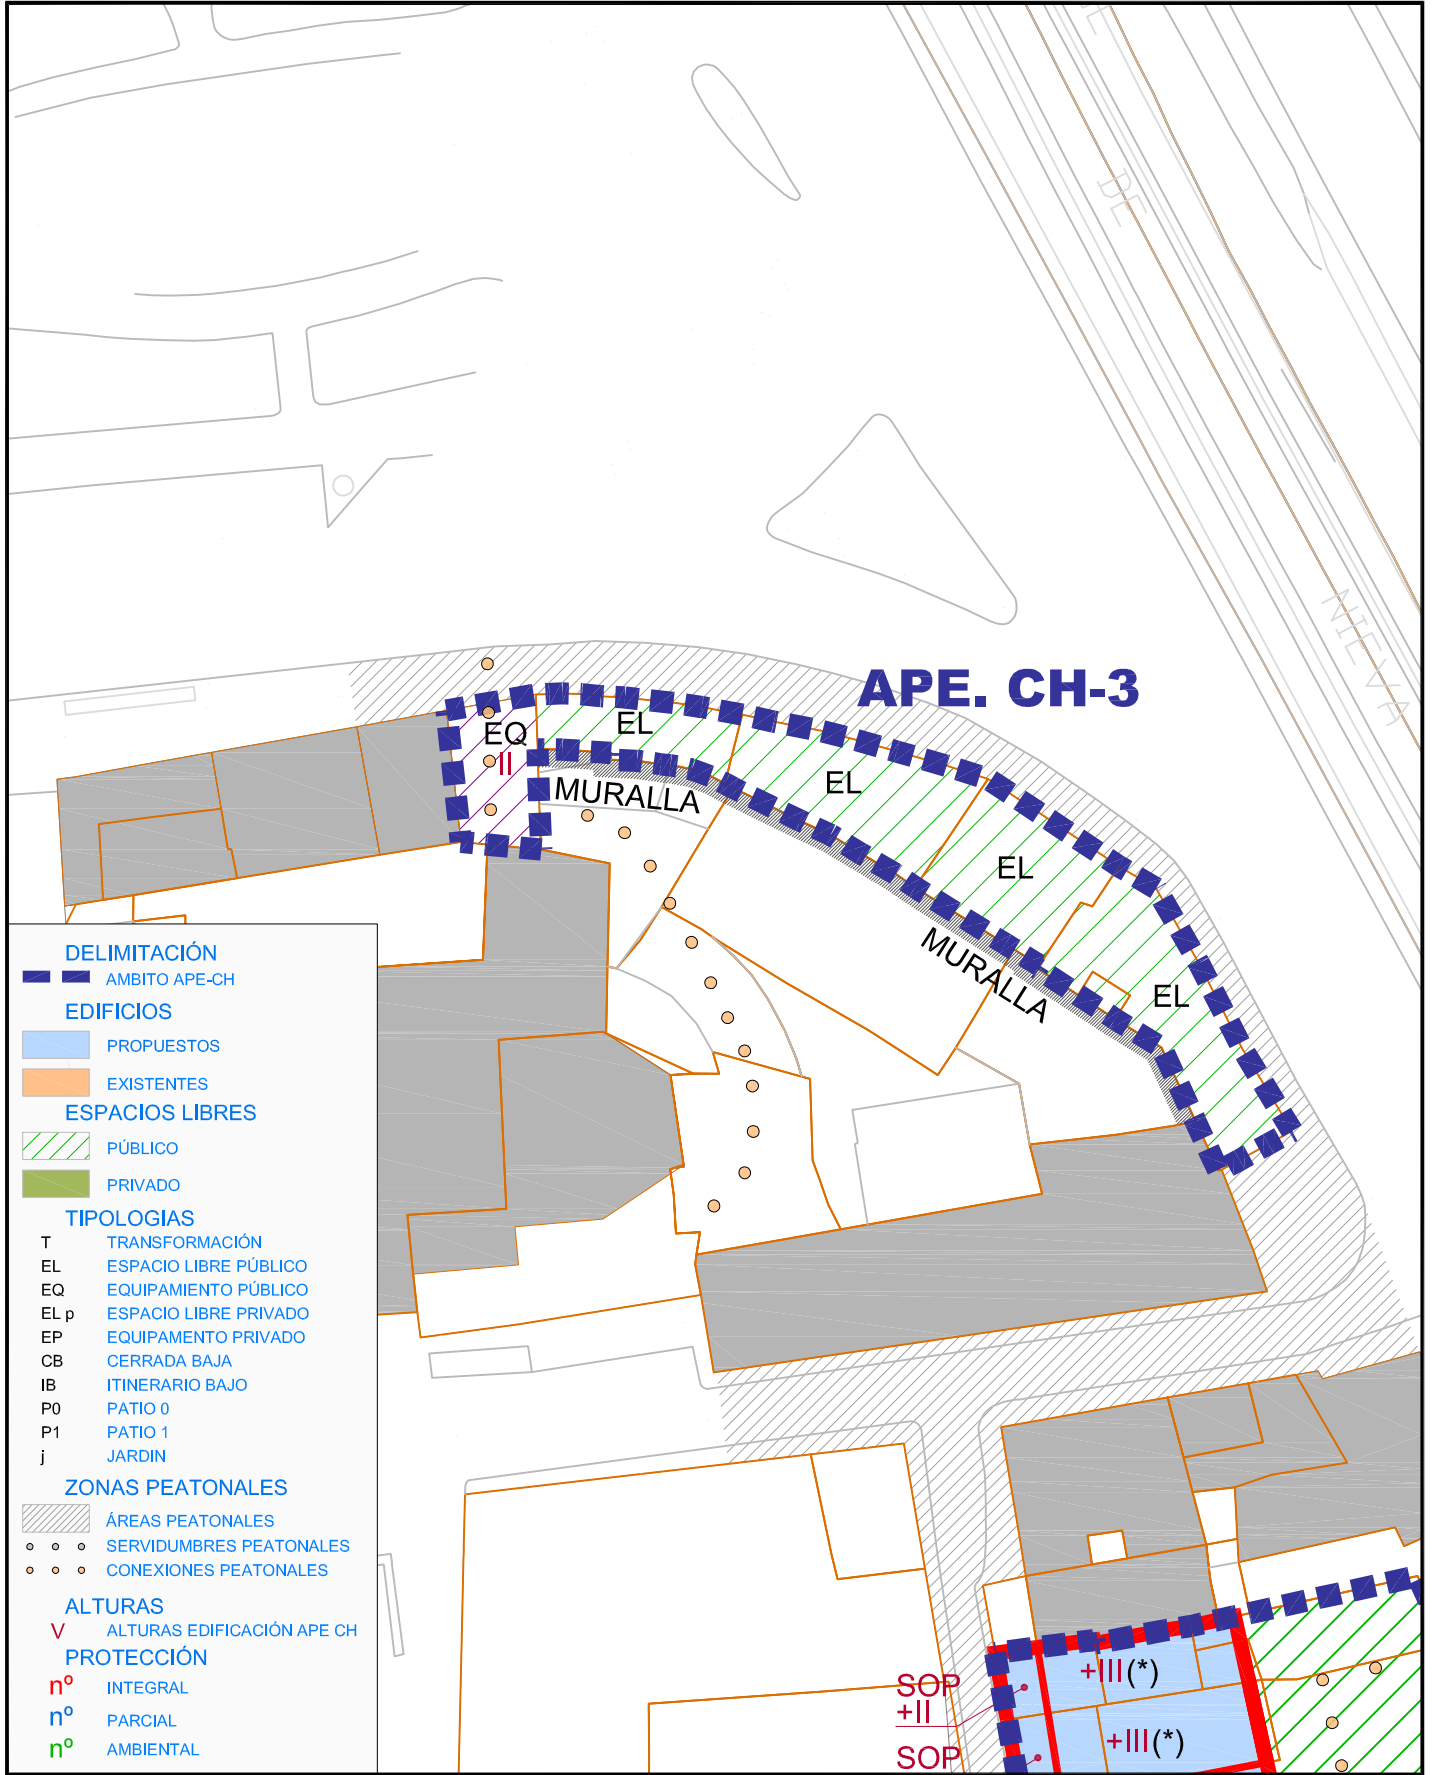 DE
NIEVA
APE. CH-3
EL
EQ
II
EL
MURALLA
EL
MURALLA
EL
DELIMITACIÓN
AMBITO APE-CH
EDIFICIOS
PROPUESTOS
EXISTENTES
ESPACIOS LIBRES
PÚBLICO
PRIVADO
TIPOLOGIAS
T TRANSFORMACIÓN
EL ESPACIO LIBRE PÚBLICO
EQ EQUIPAMIENTO PÚBLICO
EL p ESPACIO LIBRE PRIVADO
EP EQUIPAMENTO PRIVADO
CB CERRADA BAJA
IB ITINERARIO BAJO
P0 PATIO 0
P1 PATIO 1
j JARDIN
ZONAS PEATONALES
ÁREAS PEATONALES
SERVIDUMBRES PEATONALES
CONEXIONES PEATONALES
ALTURAS
V ALTURAS EDIFICACIÓN APE CH
PROTECCIÓN
nº INTEGRAL
nº PARCIAL
nº AMBIENTAL
SOP
+II
+III(*)
+III(*)
SOP